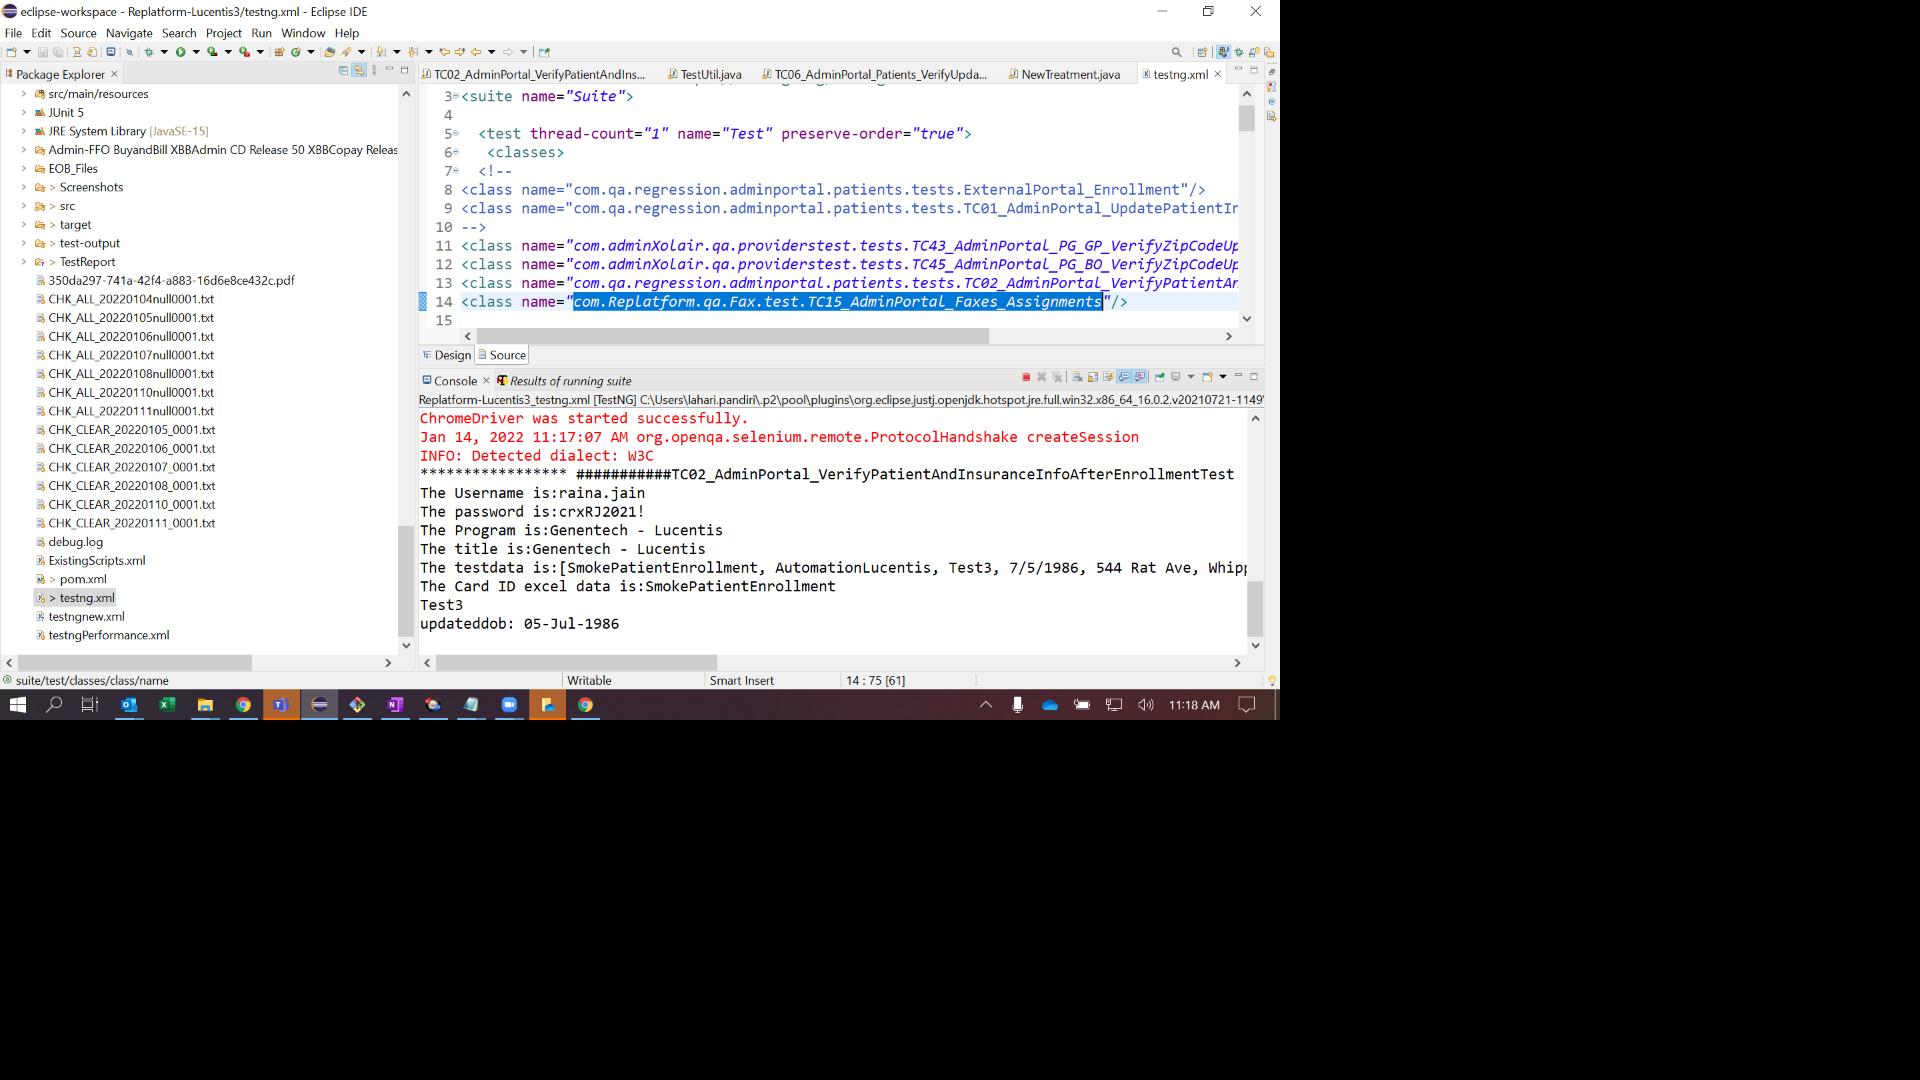 eclipse-workspace - Replatform-Lucentis3/testng.xml - Eclipse IDE
File Edit Source Navigate Search Project Run Window Help
Package Explorer
src/main/resources
JUnit 5
JRE System Library [JavaSE-15]
Admin-FFO BuyandBill XBBAdmin CD Release 50 XBBCopay Releas
EOB_Files
> Screenshots
> src
> target
> test-output
> TestReport
350da297-741a-42f4-a883-16d6e8ce432c.pdf
CHK_ALL_20220104null0001.txt
CHK_ALL_20220105null0001.txt
CHK_ALL_20220106null0001.txt
CHK_ALL_20220107null0001.txt
CHK_ALL_20220108null0001.txt
CHK_ALL_20220110null0001.txt
CHK_ALL_20220111null0001.txt
CHK_CLEAR_20220105_0001.txt
CHK_CLEAR_20220106_0001.txt
CHK_CLEAR_20220107_0001.txt
CHK_CLEAR_20220108_0001.txt
CHK_CLEAR_20220110_0001.txt
CHK_CLEAR_20220111_0001.txt
debug.log
ExistingScripts.xml
> pom.xml
> testng.xml
testngnew.xml
testngPerformance.xml
TC02_AdminPortal_VerifyPatientAndIns... TestUtil.java TC06_AdminPortal_Patients_VerifyUpda... NewTreatment.java testng.xml
3 <suite name="Suite">
4
5 <test thread-count="1" name="Test" preserve-order="true">
6 <classes>
7 <!--
8 <class name="com.qa.regression.adminportal.patients.tests.ExternalPortal_Enrollment"/>
9 <class name="com.qa.regression.adminportal.patients.tests.TC01_AdminPortal_UpdatePatientIn
10 -->
11 <class name="com.adminXolair.qa.providerstest.tests.TC43_AdminPortal_PG_GP_VerifyZipCodeUp
12 <class name="com.adminXolair.qa.providerstest.tests.TC45_AdminPortal_PG_BO_VerifyZipCodeUp
13 <class name="com.qa.regression.adminportal.patients.tests.TC02_AdminPortal_VerifyPatientAn
14 <class name="com.Replatform.qa.Fax.test.TC15_AdminPortal_Faxes_Assignments"/>
15
Design Source
Console Results of running suite
Replatform-Lucentis3_testng.xml [TestNG] C:\Users\lahari.pandiri\.p2\pool\plugins\org.eclipse.justj.openjdk.hotspot.jre.full.win32.x86_64_16.0.2.v20210721-1149\
ChromeDriver was started successfully.
Jan 14, 2022 11:17:07 AM org.openqa.selenium.remote.ProtocolHandshake createSession
INFO: Detected dialect: W3C
***************** ###########TC02_AdminPortal_VerifyPatientAndInsuranceInfoAfterEnrollmentTest
The Username is:raina.jain
The password is:crxRJ2021!
The Program is:Genentech - Lucentis
The title is:Genentech - Lucentis
The testdata is:[SmokePatientEnrollment, AutomationLucentis, Test3, 7/5/1986, 544 Rat Ave, Whipp
The Card ID excel data is:SmokePatientEnrollment
Test3
updateddob: 05-Jul-1986
suite/test/classes/class/name Writable Smart Insert 14 : 75 [61]
11:18 AM